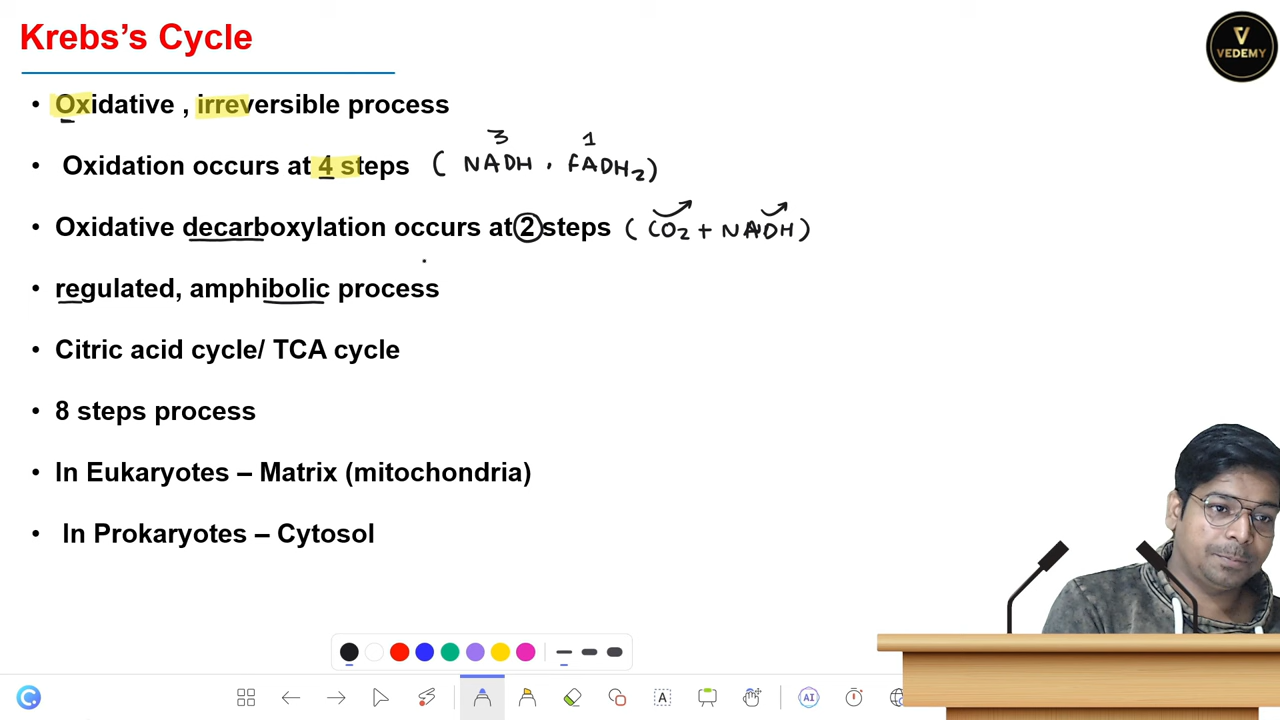 Krebs's Cycle
VEDEMY
• Oxidative , irreversible process
3 1
• Oxidation occurs at 4 steps ( NADH , FADH2)
• Oxidative decarboxylation occurs at 2 steps (CO2 + NADH)
• regulated, amphibolic process
• Citric acid cycle/ TCA cycle
• 8 steps process
• In Eukaryotes – Matrix (mitochondria)
• In Prokaryotes – Cytosol
A
AI